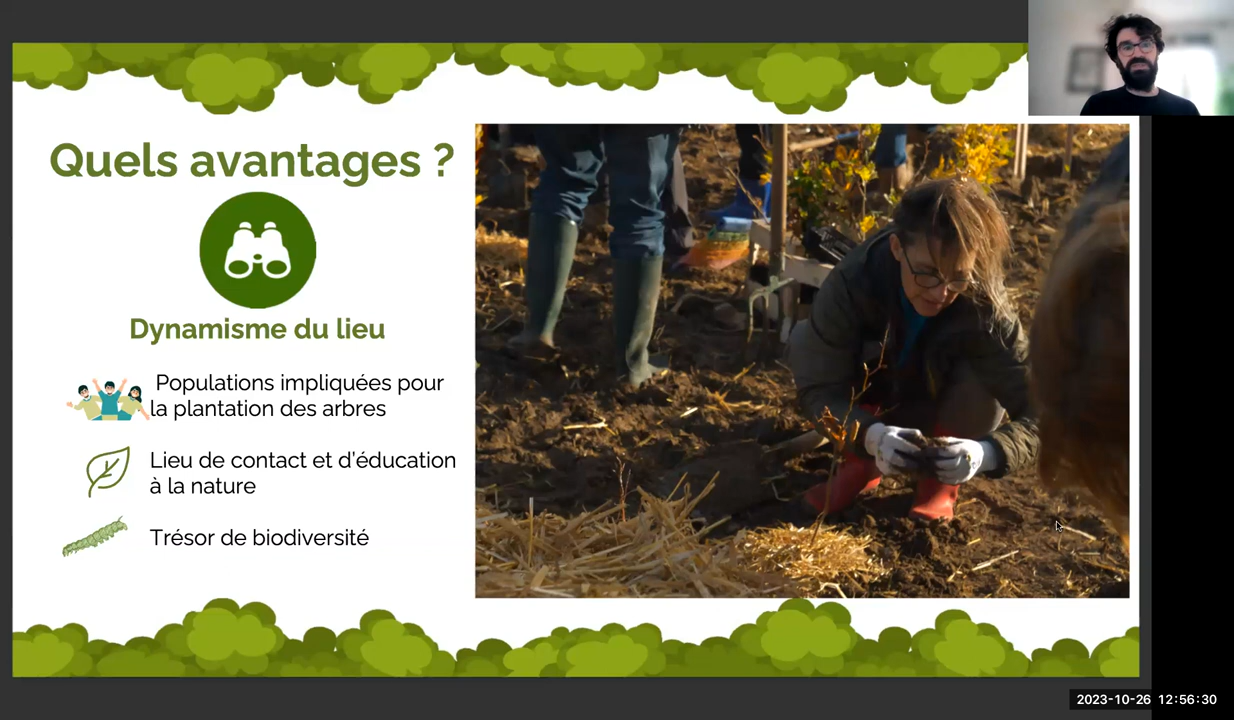 Quels avantages ?
Dynamisme du lieu
Populations impliquées pour
la plantation des arbres
Lieu de contact et d'éducation
à la nature
Trésor de biodiversité
2023-10-26 12:56:30